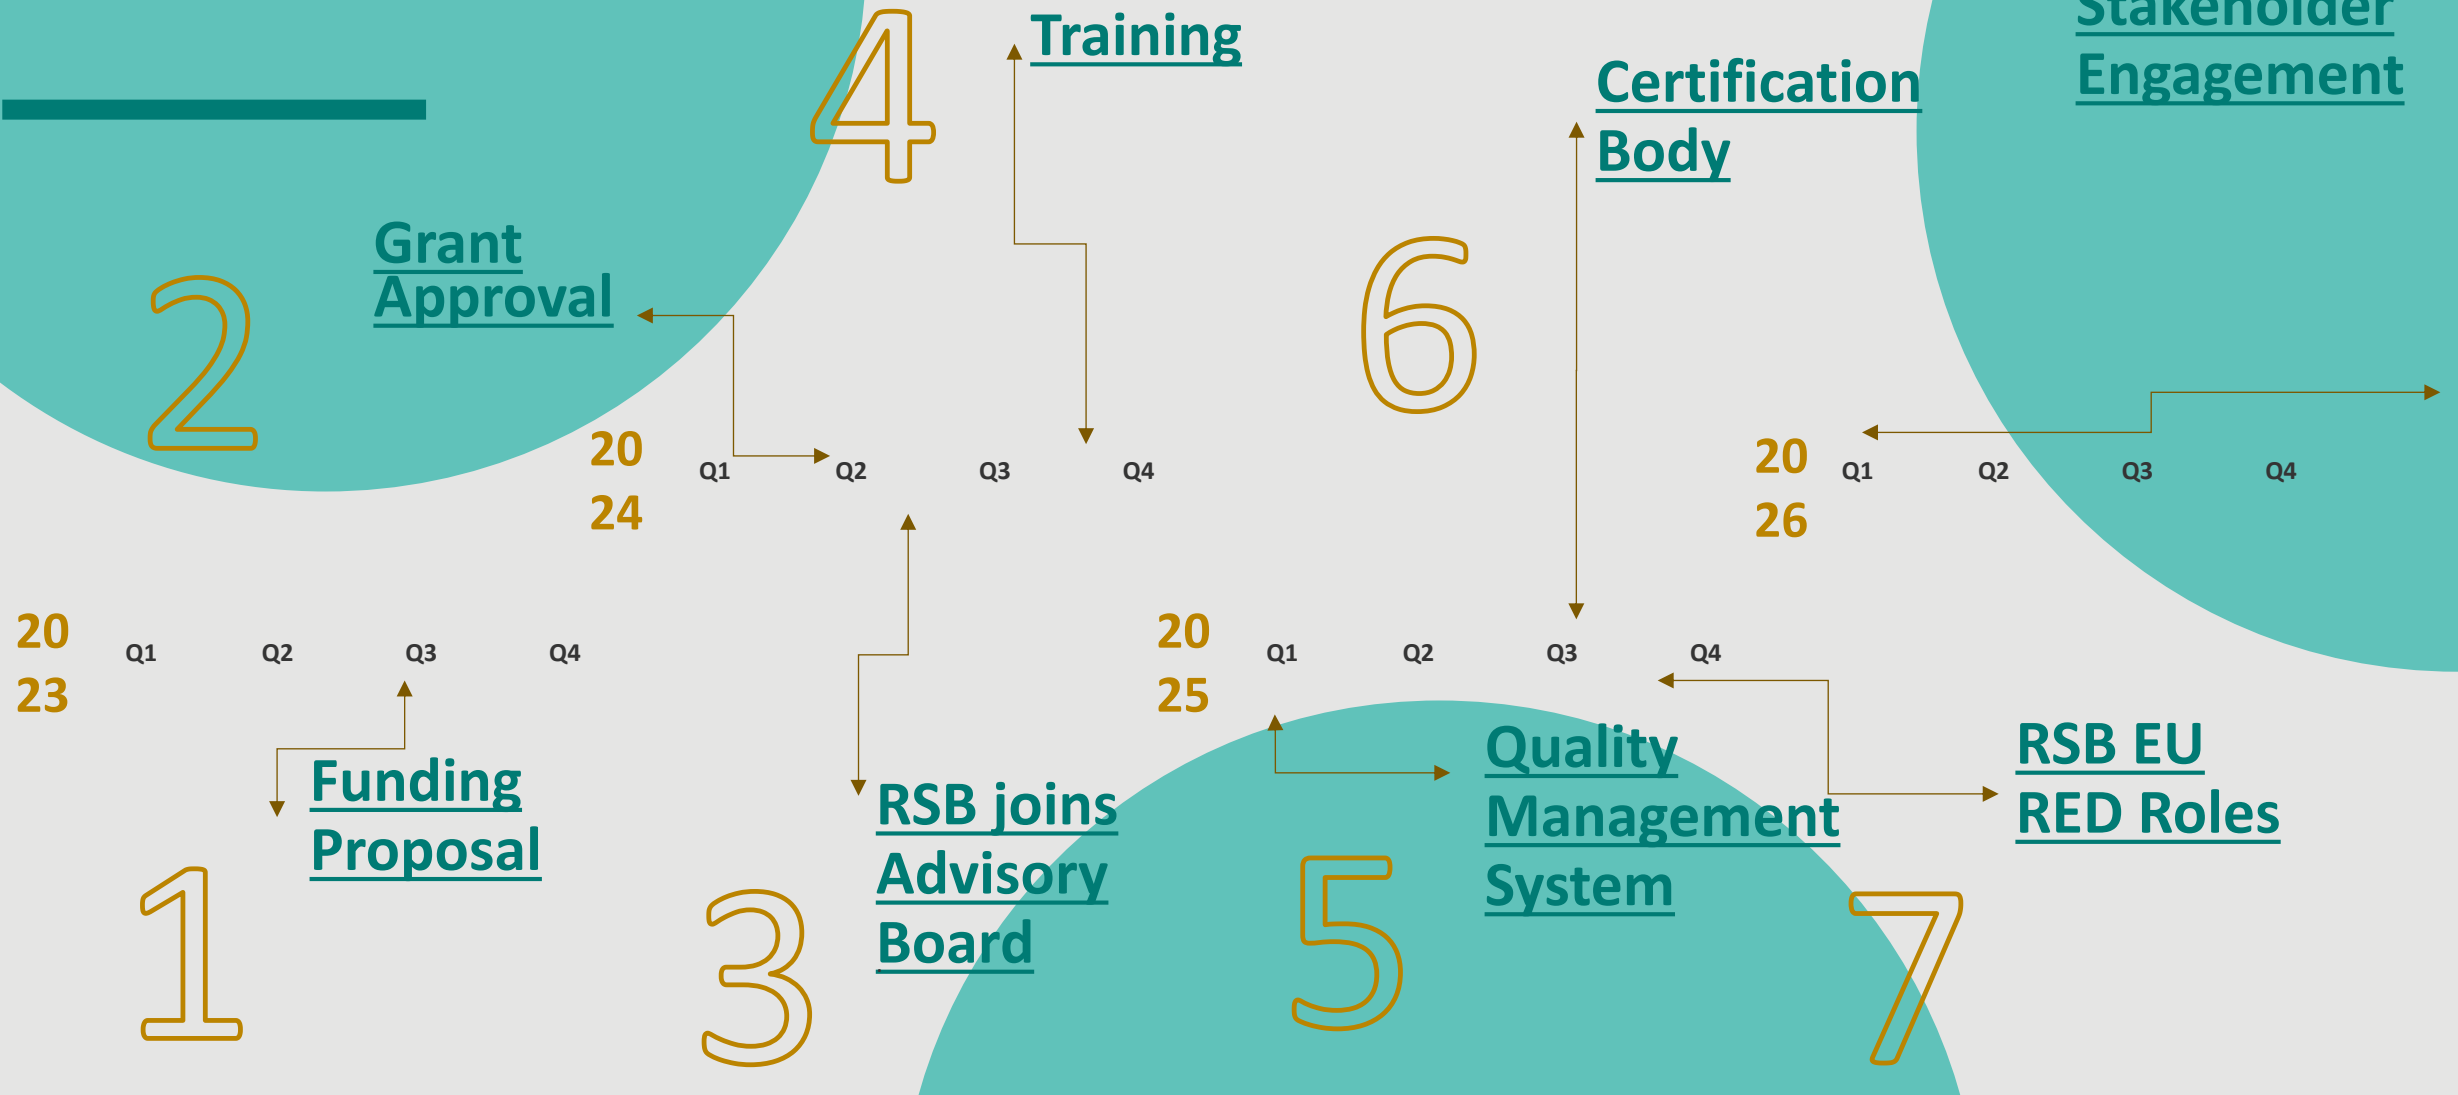 4
Training
Stakeholder
Engagement
Certification
Body
2
Grant
Approval
6
20
24
Q1 Q2 Q3 Q4
20
26
Q1 Q2 Q3 Q4
20
23
Q1 Q2 Q3 Q4
20
25
Q1 Q2 Q3 Q4
1
Funding
Proposal
3
RSB joins
Advisory
Board
5
Quality
Management
System
7
RSB EU
RED Roles